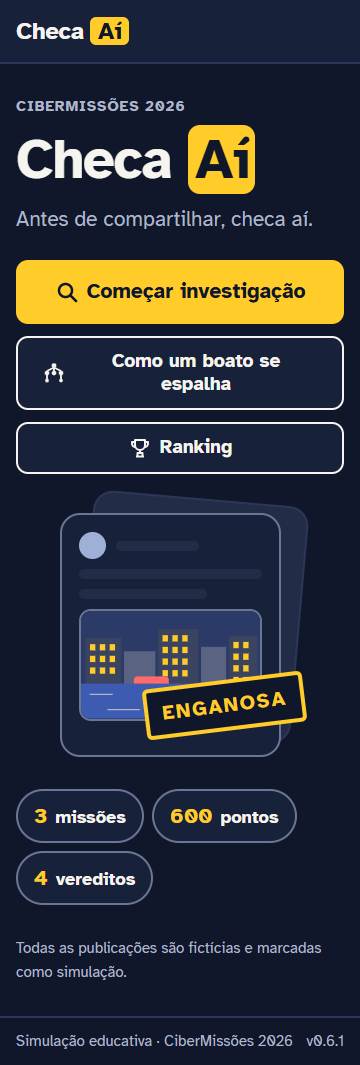 Checa Aí
CIBERMISSÕES 2026
Checa Aí
Antes de compartilhar, checa aí.
Começar investigação
Como um boato se
espalha
Ranking
ENGANOSA
3 missões
600 pontos
4 vereditos
Todas as publicações são fictícias e marcadas
como simulação.
Simulação educativa · CiberMissões 2026 v0.6.1